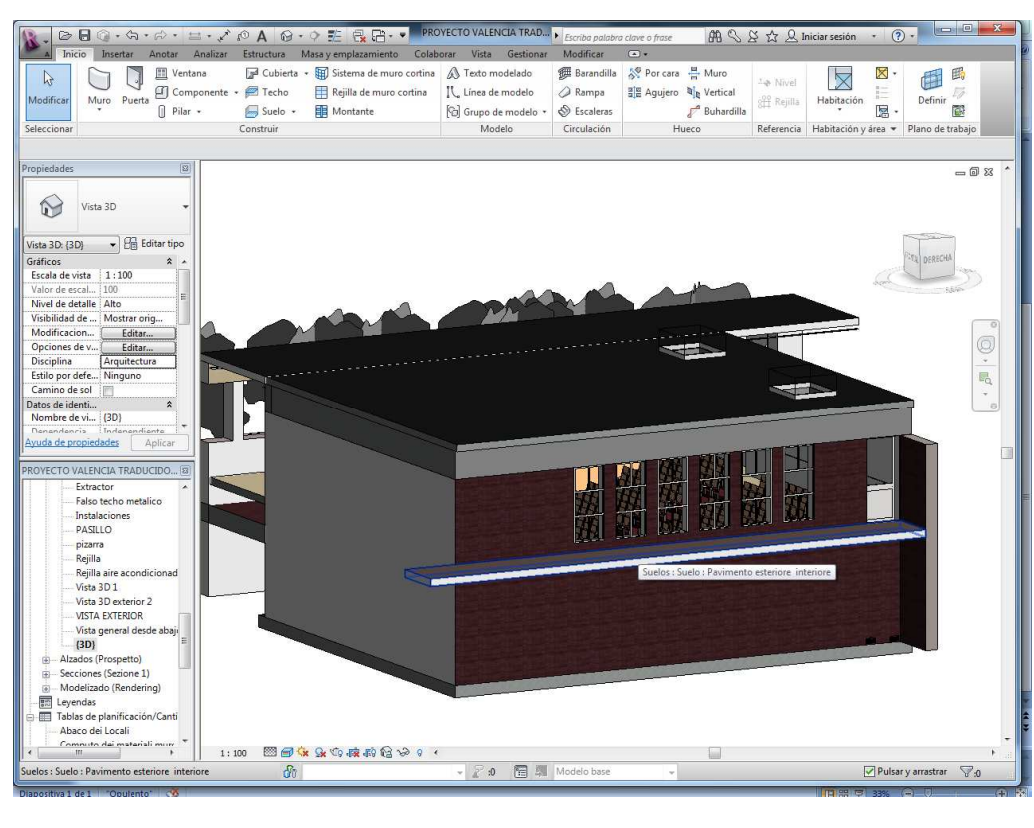 PROYECTO VALENCIA TRAD...
Escriba palabra clave o frase
Iniciar sesión
Inicio Insertar Anotar Analizar Estructura Masa y emplazamiento Colaborar Vista Gestionar Modificar
Modificar
Muro
Puerta
Ventana
Componente
Pilar
Cubierta
Techo
Suelo
Sistema de muro cortina
Rejilla de muro cortina
Montante
Texto modelado
Línea de modelo
Grupo de modelo
Barandilla
Rampa
Escaleras
Por cara
Agujero
Muro
Vertical
Buhardilla
Nivel
Rejilla
Habitación
Definir
Seleccionar Construir Modelo Circulación Hueco Referencia Habitación y área Plano de trabajo
Propiedades
Vista 3D
Vista 3D: {3D} Editar tipo
Gráficos
Escala de vista 1 : 100
Valor de escal... 100
Nivel de detalle Alto
Visibilidad de ... Mostrar orig...
Modificacion... Editar...
Opciones de v... Editar...
Disciplina Arquitectura
Estilo por defe... Ninguno
Camino de sol
Datos de identi...
Nombre de vi... {3D}
Dependencia Independiente
Ayuda de propiedades Aplicar
PROYECTO VALENCIA TRADUCIDO...
Extractor
Falso techo metalico
Instalaciones
PASILLO
pizarra
Rejilla
Rejilla aire acondicionad
Vista 3D 1
Vista 3D exterior 2
VISTA EXTERIOR
Vista general desde abaj
{3D}
Alzados (Prospetto)
Secciones (Sezione 1)
Modelizado (Rendering)
Leyendas
Tablas de planificación/Canti
Abaco dei Locali
Computo dei materiali mur
DERECHA
Suelos : Suelo : Pavimento esteriore interiore
1 : 100
Suelos : Suelo : Pavimento esteriore interiore
:0
Modelo base
Pulsar y arrastrar
:0
Diapositiva 1 de 1 "Opulento" 33%